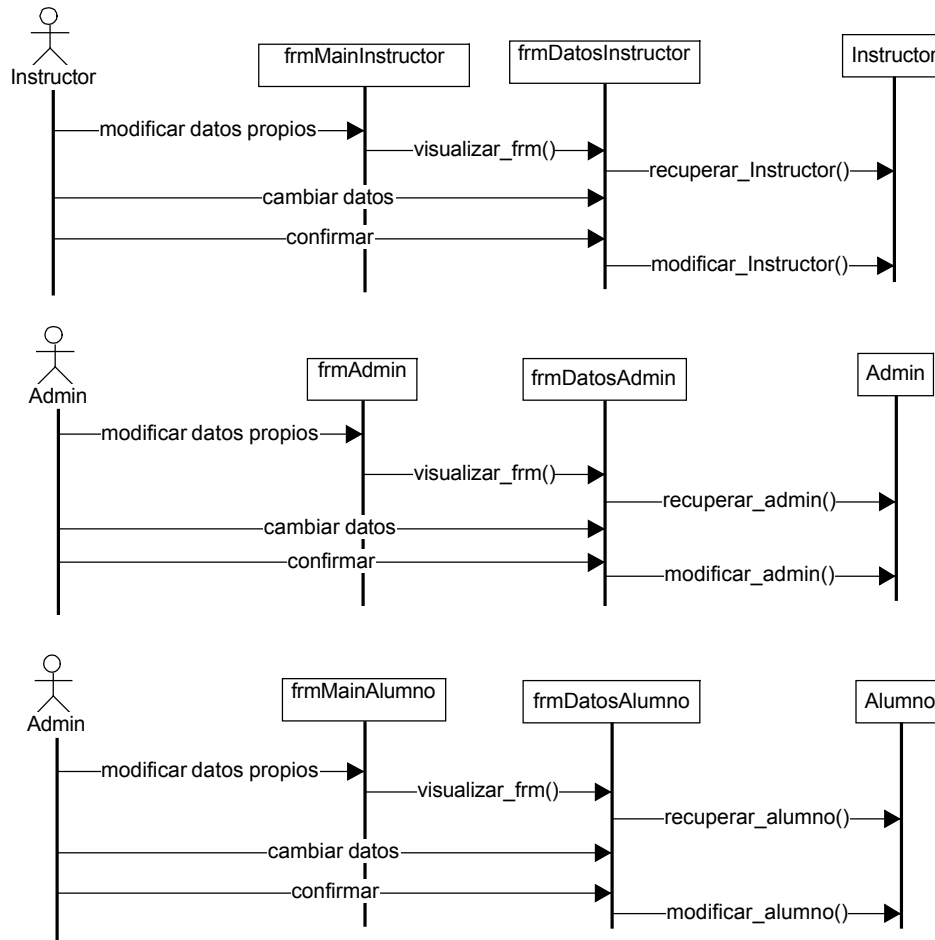 Instructor
frmMainInstructor
frmDatosInstructor
Instructor
modificar datos propios
visualizar_frm()
recuperar_Instructor()
cambiar datos
confirmar
modificar_Instructor()
Admin
frmAdmin
frmDatosAdmin
Admin
modificar datos propios
visualizar_frm()
recuperar_admin()
cambiar datos
confirmar
modificar_admin()
Admin
frmMainAlumno
frmDatosAlumno
Alumno
modificar datos propios
visualizar_frm()
recuperar_alumno()
cambiar datos
confirmar
modificar_alumno()